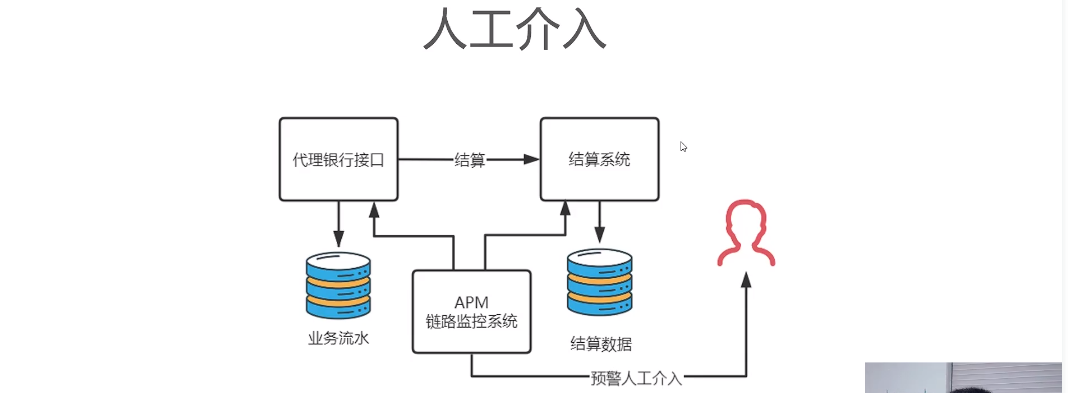 人工介入
代理银行接口
结算
结算系统
APM
链路监控系统
业务流水
结算数据
预警人工介入